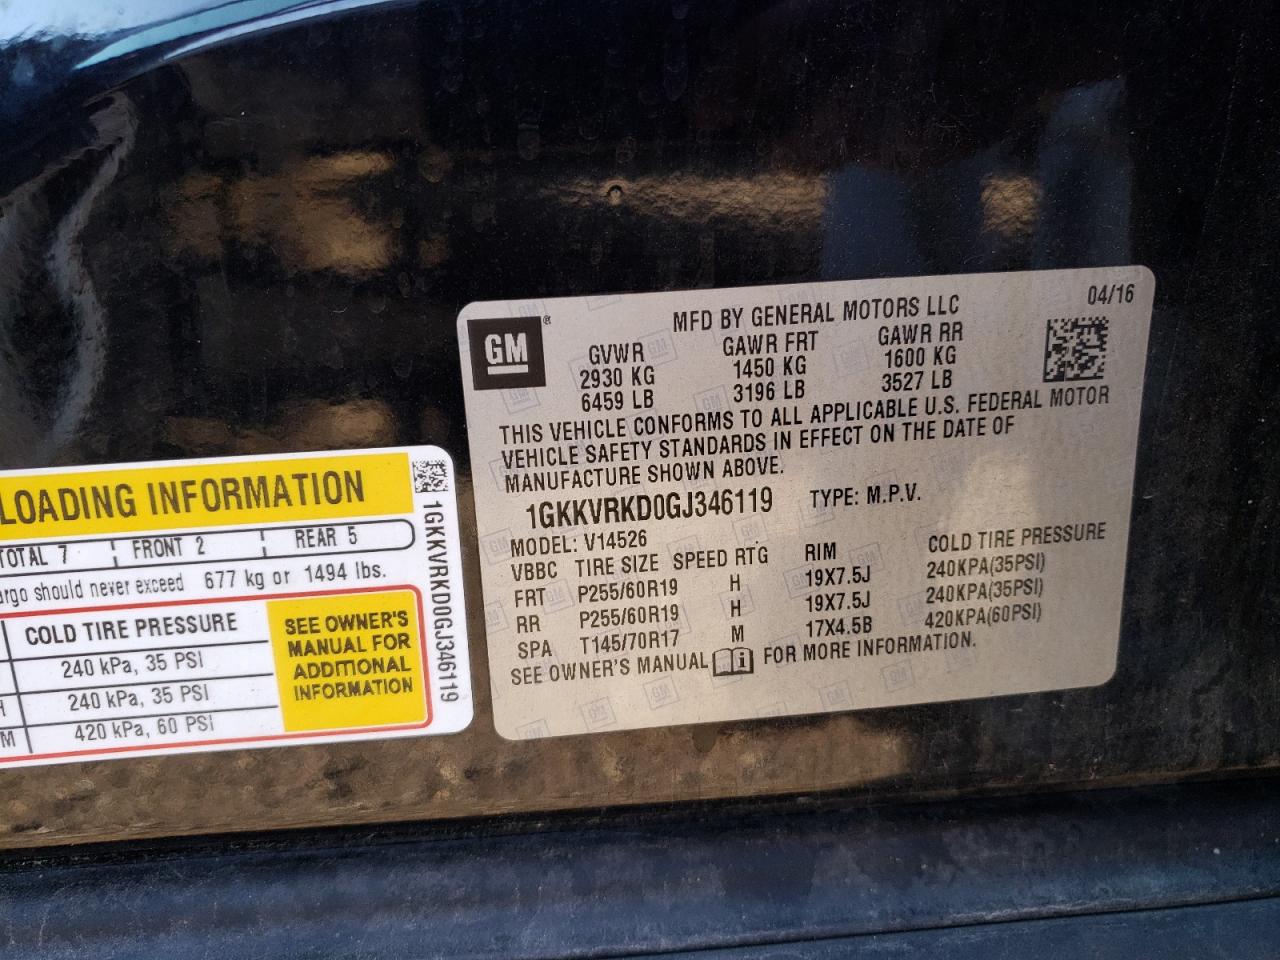 LOADING INFORMATION
TOTAL 7 FRONT 2 REAR 5
should never exceed 677 kg or 1494 lbs.
COLD TIRE PRESSURE
240 kPa, 35 PSI
240 kPa, 35 PSI
M 420 kPa, 60 PSI
SEE OWNER'S
MANUAL FOR
ADDITIONAL
INFORMATION
1GKKVRKD0GJ346119
GM®
MFD BY GENERAL MOTORS LLC 04/16
GVWR GAWR FRT GAWR RR
2930 KG 1450 KG 1600 KG
6459 LB 3196 LB 3527 LB
THIS VEHICLE CONFORMS TO ALL APPLICABLE U.S. FEDERAL MOTOR
VEHICLE SAFETY STANDARDS IN EFFECT ON THE DATE OF
MANUFACTURE SHOWN ABOVE.
1GKKVRKD0GJ346119 TYPE: M.P.V.
MODEL: V14526
VBBC TIRE SIZE SPEED RTG RIM COLD TIRE PRESSURE
FRT P255/60R19 H 19X7.5J 240KPA(35PSI)
RR P255/60R19 H 19X7.5J 240KPA(35PSI)
SPA T145/70R17 M 17X4.5B 420KPA(60PSI)
SEE OWNER'S MANUAL FOR MORE INFORMATION.